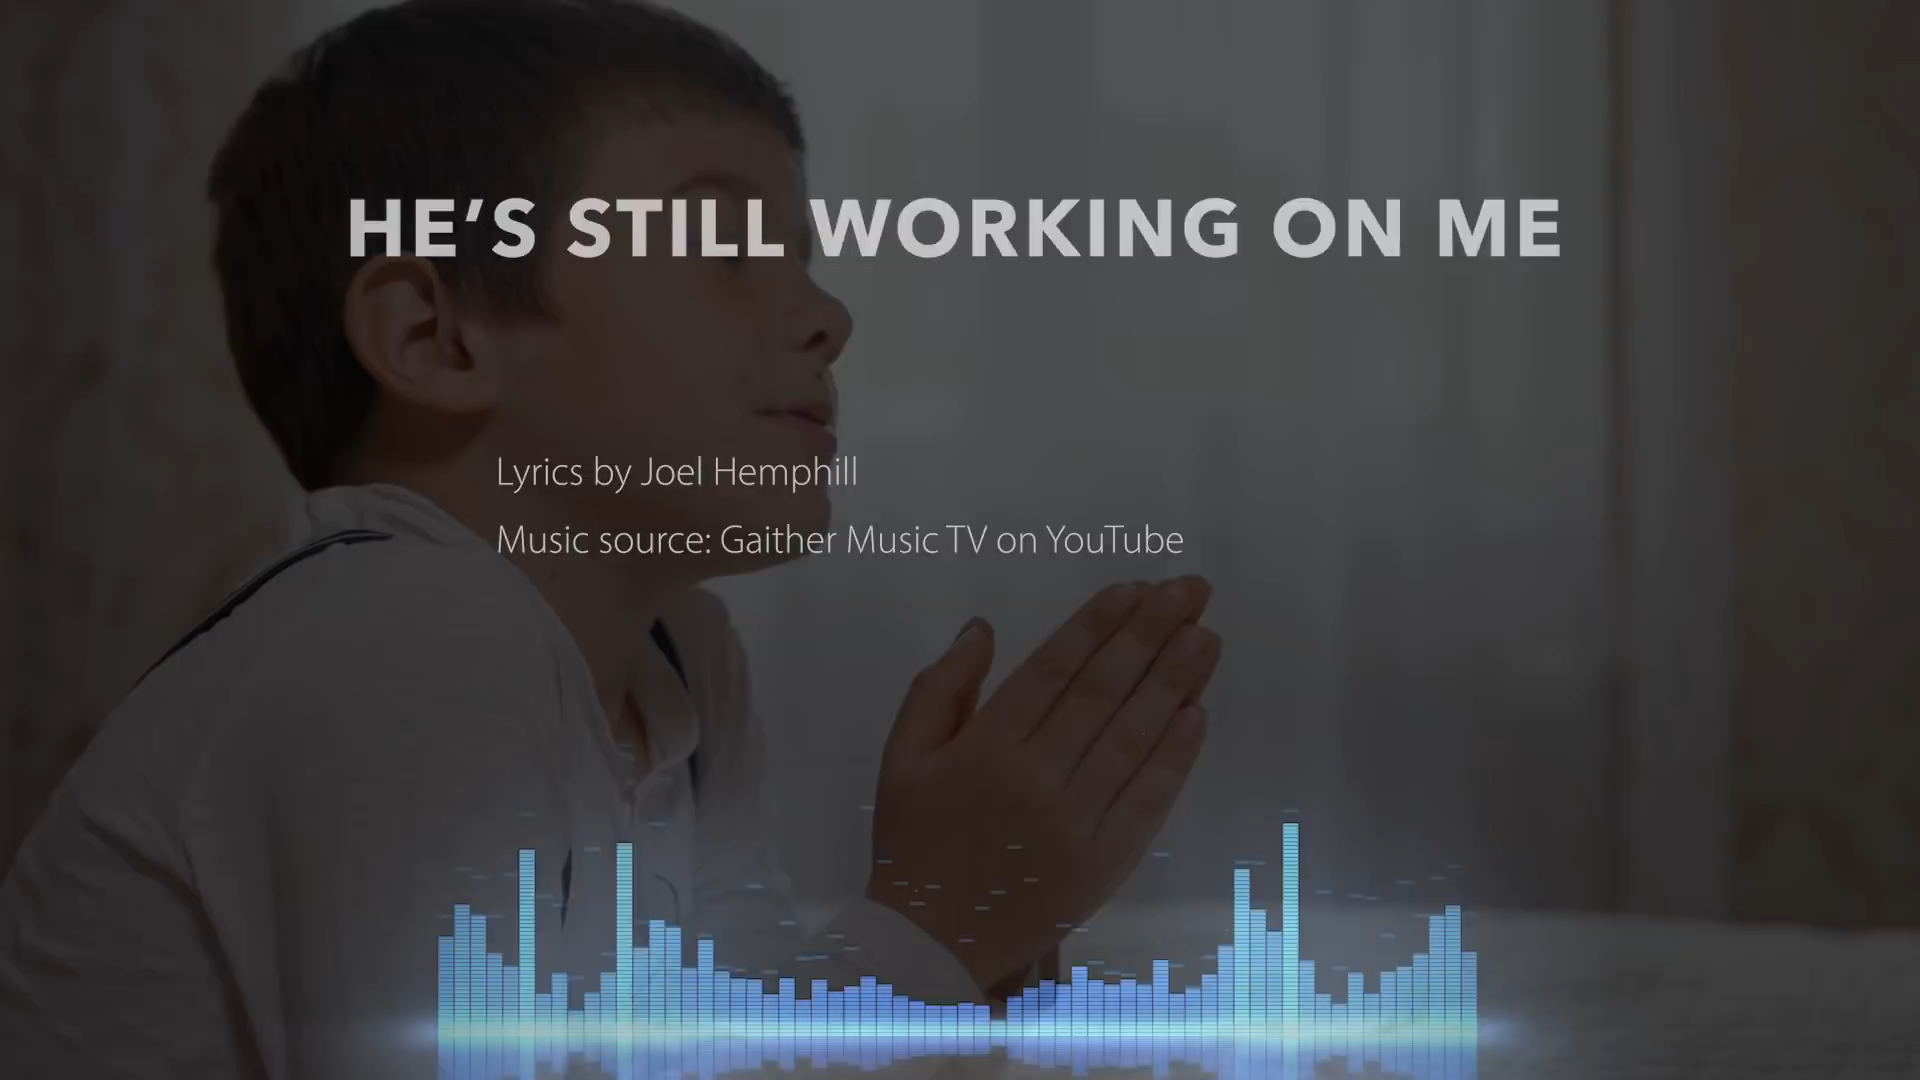 HE’S STILL WORKING ON ME
Lyrics by Joel Hemphill
Music source: Gaither Music TV on YouTube